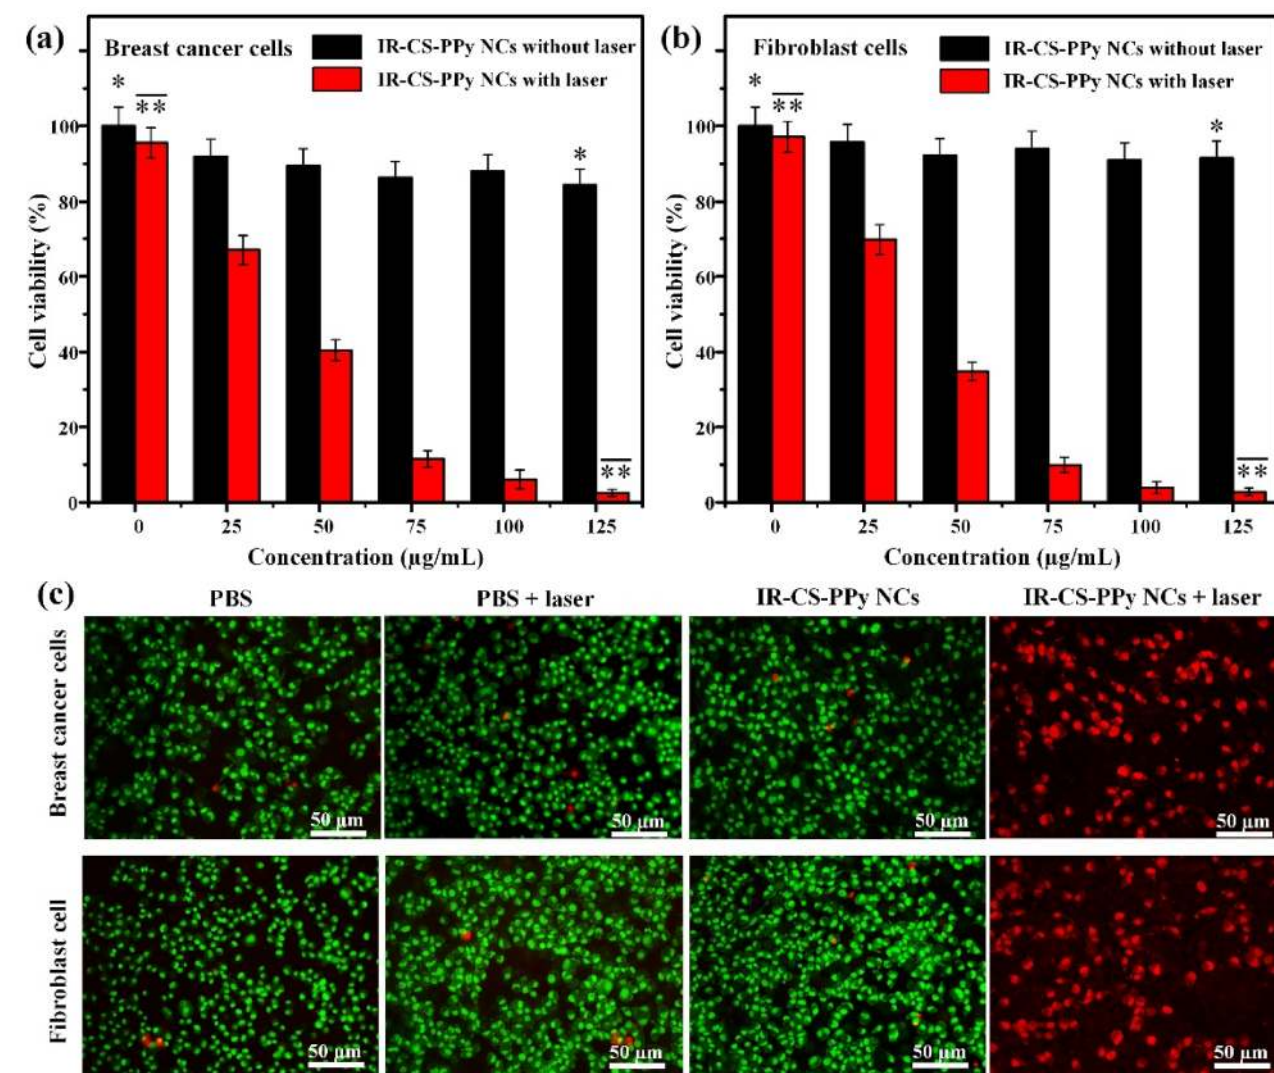 (a)
Breast cancer cells
IR-CS-PPy NCs without laser
IR-CS-PPy NCs with laser
* ** * **
Cell viability (%)
100
80
60
40
20
0
0 25 50 75 100 125
Concentration (µg/mL)
(b)
Fibroblast cells
IR-CS-PPy NCs without laser
IR-CS-PPy NCs with laser
* ** * **
Cell viability (%)
100
80
60
40
20
0
0 25 50 75 100 125
Concentration (µg/mL)
(c)
PBS PBS + laser IR-CS-PPy NCs IR-CS-PPy NCs + laser
Breast cancer cells
50 µm 50 µm 50 µm 50 µm
Fibroblast cell
50 µm 50 µm 50 µm 50 µm